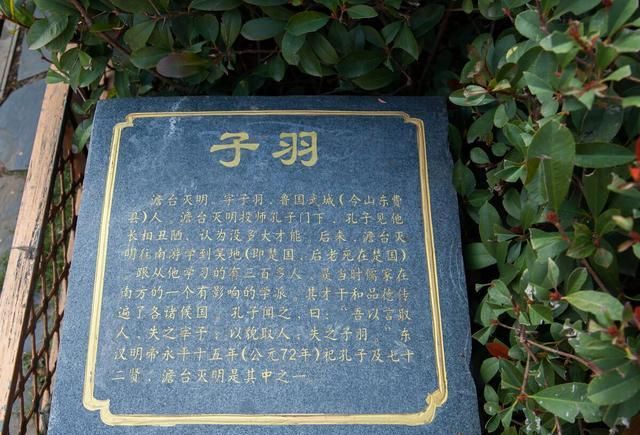 子羽
澹台灭明，字子羽，鲁国武城(今山东费
县)人，澹台灭明投师孔子门下，孔子见他
长相丑陋，认为没多大才能。后来，澹台灭
明往南游学到吴地(即楚国，后老死在楚国)
，跟从他学习的有三百多人，是当时儒家在
南方的一个有影响的学派，其才干和品德传
遍了各诸侯国。孔子闻之，曰：“吾以言取
人，失之宰予；以貌取人，失之子羽。”东
汉明帝永平十五年(公元72年)祀孔子及七十
二贤，澹台灭明是其中之一。